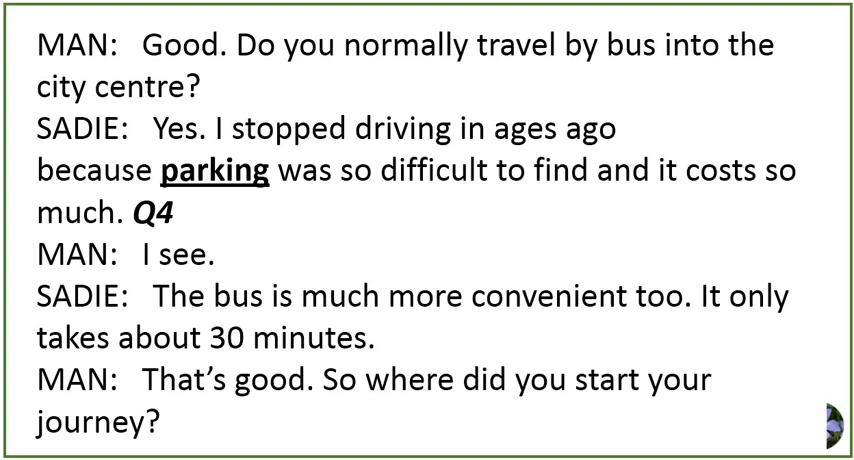 MAN:   Good. Do you normally travel by bus into the
city centre?
SADIE:   Yes. I stopped driving in ages ago
because parking was so difficult to find and it costs so
much. Q4
MAN:   I see.
SADIE:   The bus is much more convenient too. It only
takes about 30 minutes.
MAN:   That’s good. So where did you start your
journey?